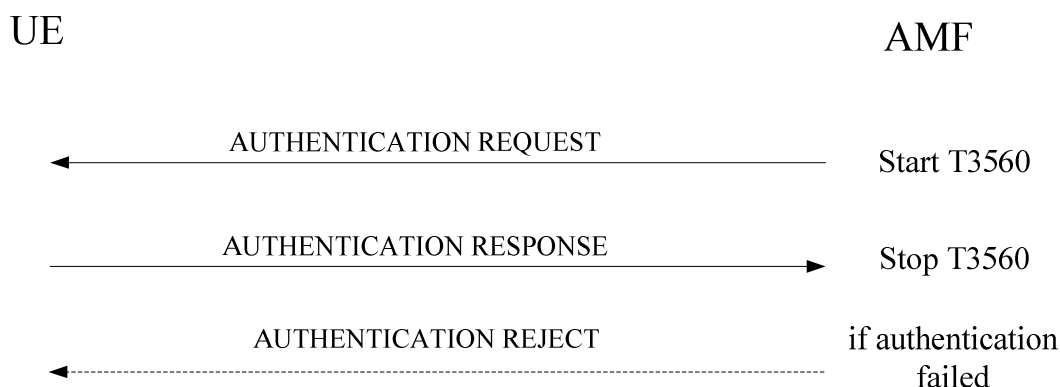 UE
AMF
AUTHENTICATION REQUEST
Start T3560
AUTHENTICATION RESPONSE
Stop T3560
AUTHENTICATION REJECT
if authentication
failed